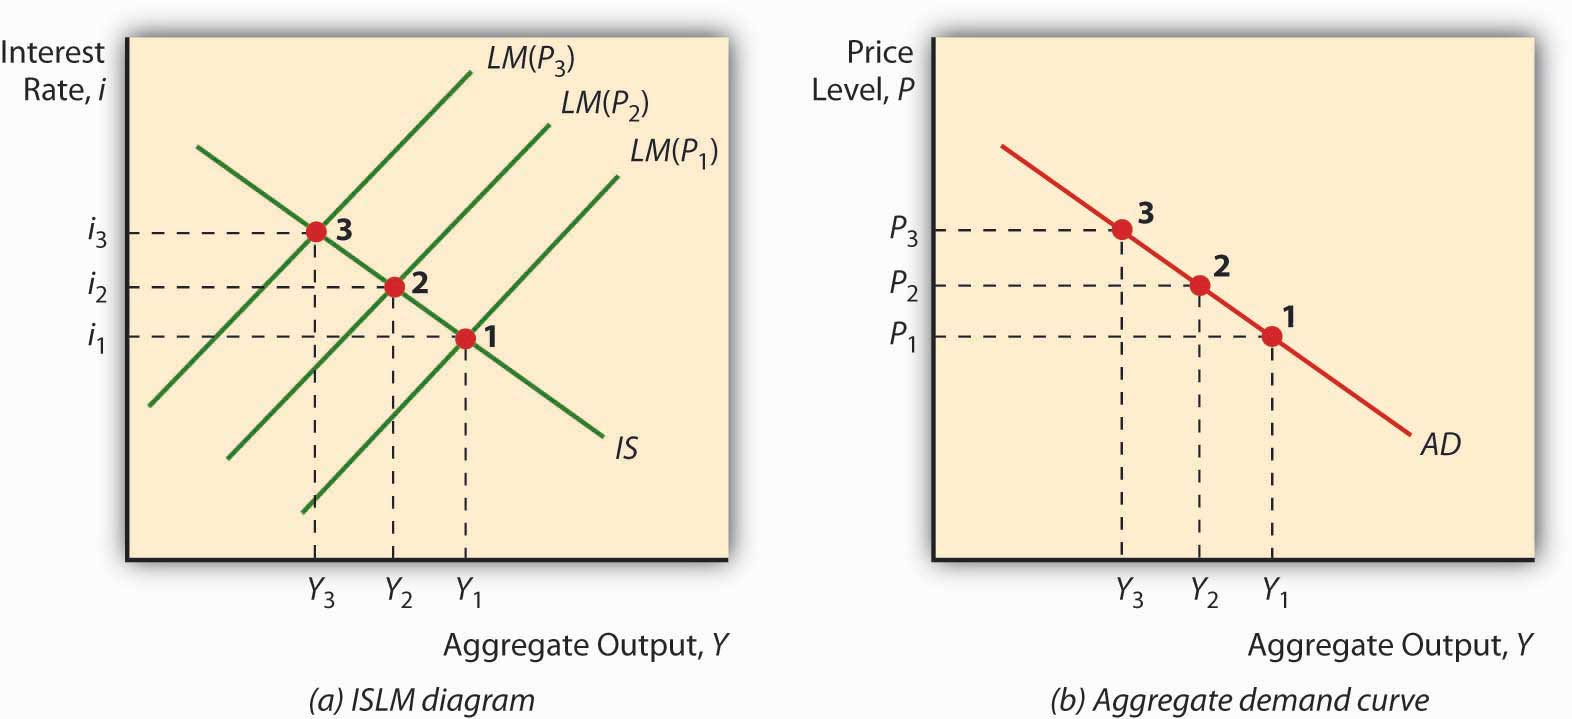 Interest
Rate, i
LM(P3)
LM(P2)
LM(P1)
i3
3
i2
2
i1
1
IS
Y3 Y2 Y1
Aggregate Output, Y
(a) ISLM diagram
Price
Level, P
P3
3
P2
2
P1
1
AD
Y3 Y2 Y1
Aggregate Output, Y
(b) Aggregate demand curve